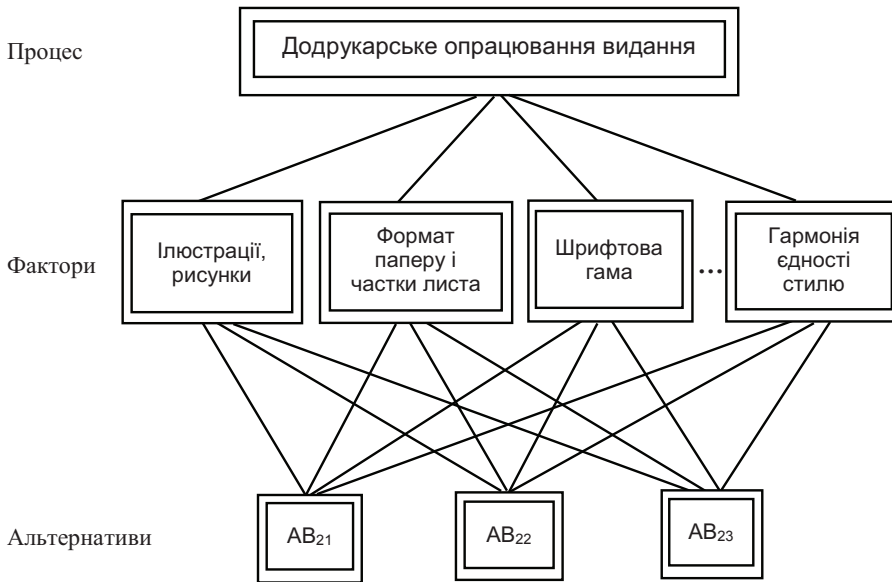 Процес
Додрукарське опрацювання видання
Фактори
Ілюстрації,
рисунки
Формат
паперу і
частки листа
Шрифтова
гама
...
Гармонія
єдності
стилю
Альтернативи
АВ21
АВ22
АВ23